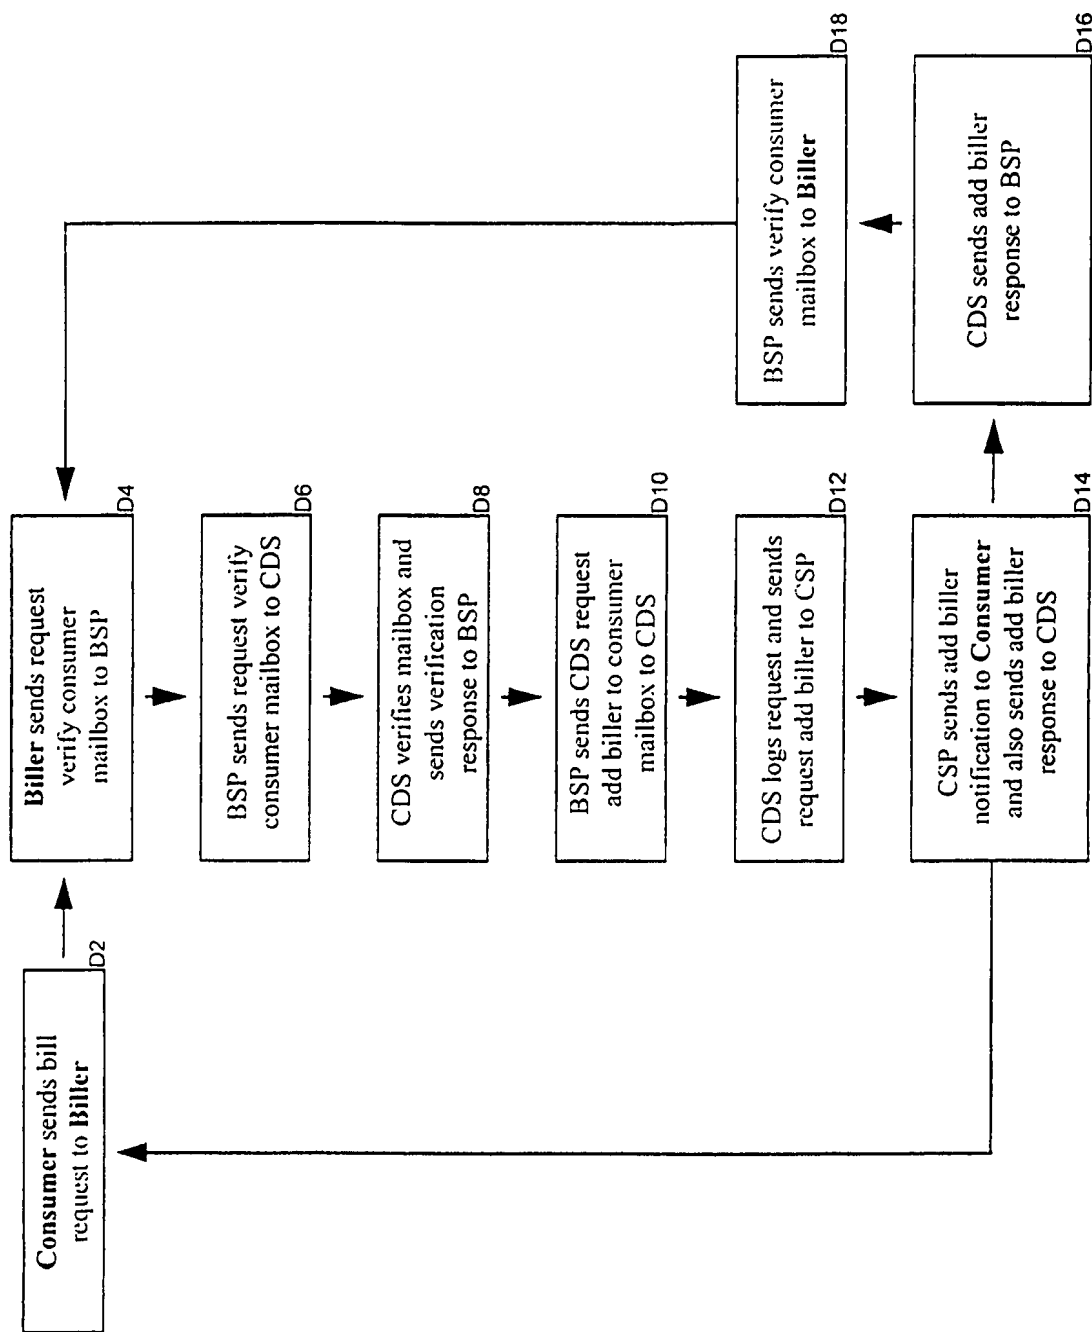 Consumer sends bill
request to Biller
D2
Biller sends request
verify consumer
mailbox to BSP
D4
BSP sends request verify
consumer mailbox to CDS
D6
CDS verifies mailbox and
sends verification
response to BSP
D8
BSP sends CDS request
add biller to consumer
mailbox to CDS
D10
CDS logs request and sends
request add biller to CSP
D12
CSP sends add biller
notification to Consumer
and also sends add biller
response to CDS
D14
CDS sends add biller
response to BSP
D16
BSP sends verify consumer
mailbox to Biller
D18